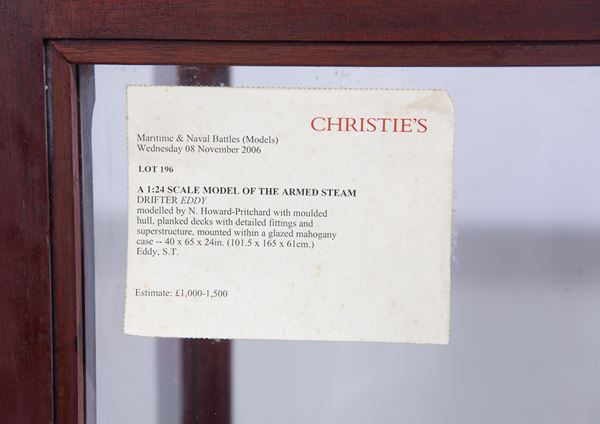 CHRISTIE'S
Maritime & Naval Battles (Models)
Wednesday 08 November 2006
LOT 196
A 1:24 SCALE MODEL OF THE ARMED STEAM
DRIFTER EDDY
modelled by N. Howard-Pritchard with moulded
hull, planked decks with detailed fittings and
superstructure, mounted within a glazed mahogany
case -- 40 x 65 x 24in. (101.5 x 165 x 61cm.)
Eddy, S.T.
Estimate: £1,000-1,500